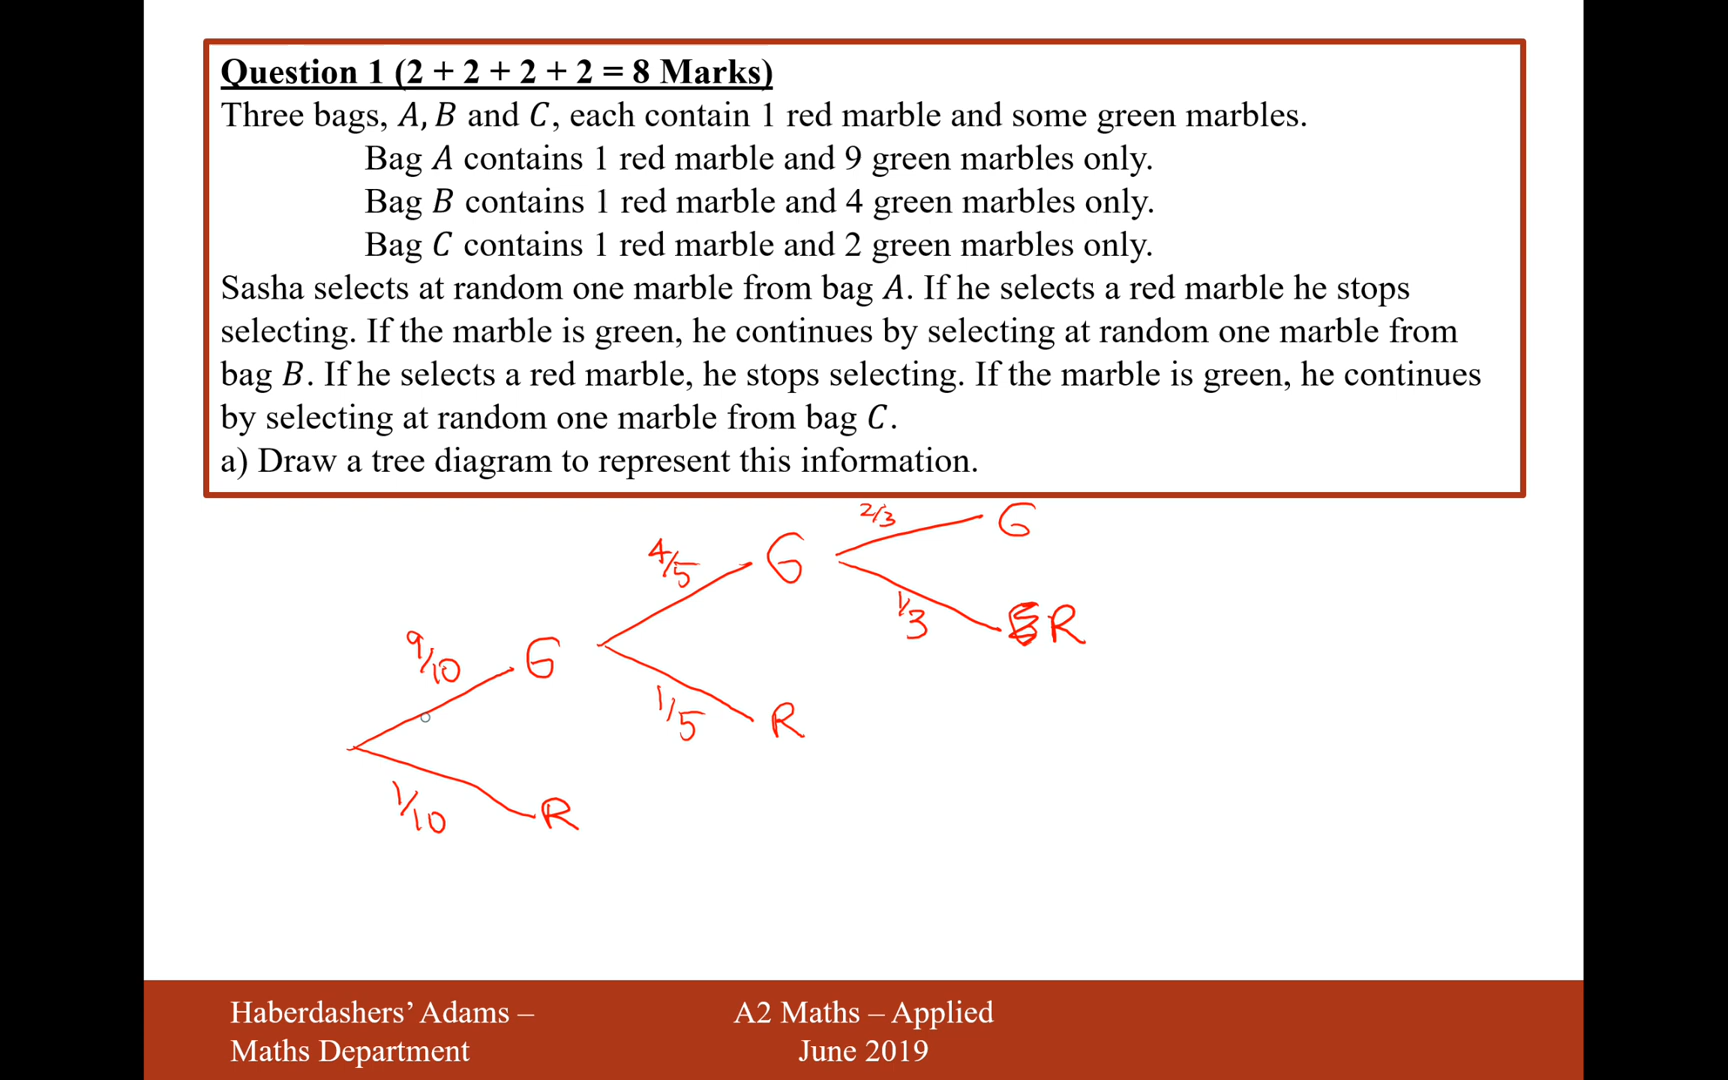 Question 1 (2 + 2 + 2 + 2 = 8 Marks)
Three bags, A, B and C, each contain 1 red marble and some green marbles.
Bag A contains 1 red marble and 9 green marbles only.
Bag B contains 1 red marble and 4 green marbles only.
Bag C contains 1 red marble and 2 green marbles only.
Sasha selects at random one marble from bag A. If he selects a red marble he stops
selecting. If the marble is green, he continues by selecting at random one marble from
bag B. If he selects a red marble, he stops selecting. If the marble is green, he continues
by selecting at random one marble from bag C.
a) Draw a tree diagram to represent this information.
2/3 G
4/5 G
1/3 R
9/10 G
1/5 R
1/10 R
Haberdashers’ Adams –
Maths Department
A2 Maths – Applied
June 2019